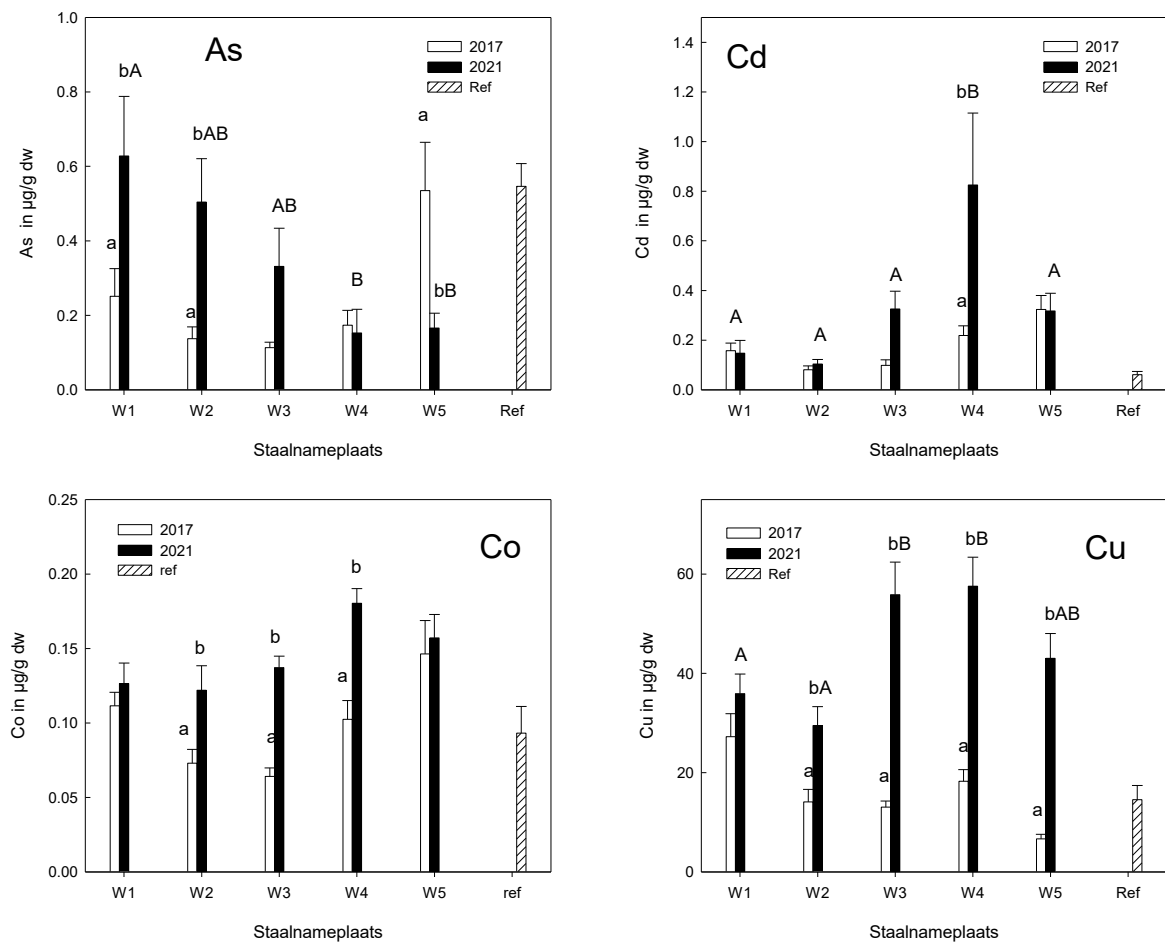 As
2017
2021
Ref
1.0
0.8
0.6
0.4
0.2
0.0
As in µg/g dw
a
bA
a
bAB
AB
B
a
bB
W1 W2 W3 W4 W5 Ref
Staalnameplaats
Cd
2017
2021
Ref
1.4
1.2
1.0
0.8
0.6
0.4
0.2
0.0
Cd in µg/g dw
A
A
A
a
bB
A
W1 W2 W3 W4 W5 Ref
Staalnameplaats
Co
2017
2021
ref
0.25
0.20
0.15
0.10
0.05
0.00
Co in µg/g dw
a
b
a
b
a
b
W1 W2 W3 W4 W5 ref
Staalnameplaats
Cu
2017
2021
Ref
60
40
20
0
Cu in µg/g dw
A
a
bA
a
bB
a
bB
a
bAB
W1 W2 W3 W4 W5 Ref
Staalnameplaats